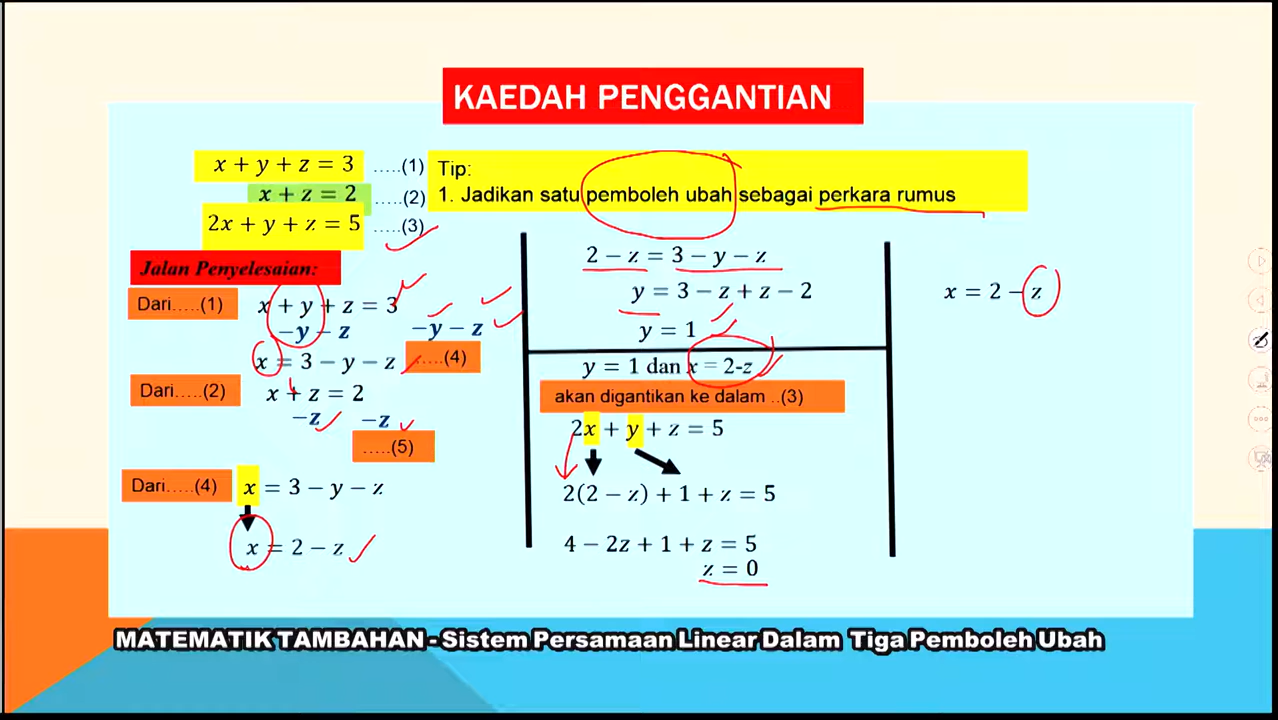 KAEDAH PENGGANTIAN
x + y + z = 3 .....(1)
x + z = 2 .....(2)
2x + y + z = 5 .....(3)
Tip:
1. Jadikan satu pemboleh ubah sebagai perkara rumus
Jalan Penyelesaian:
Dari.....(1) x + y + z = 3
−y − z −y − z
x = 3 − y − z .....(4)
Dari.....(2) x + z = 2
−z −z
.....(5)
Dari.....(4) x = 3 − y − z
x = 2 − z
2 − z = 3 − y − z
y = 3 − z + z − 2
y = 1
y = 1 dan x = 2-z
akan digantikan ke dalam ..(3)
2x + y + z = 5
2(2 − z) + 1 + z = 5
4 − 2z + 1 + z = 5
z = 0
x = 2 − z
MATEMATIK TAMBAHAN - Sistem Persamaan Linear Dalam Tiga Pemboleh Ubah